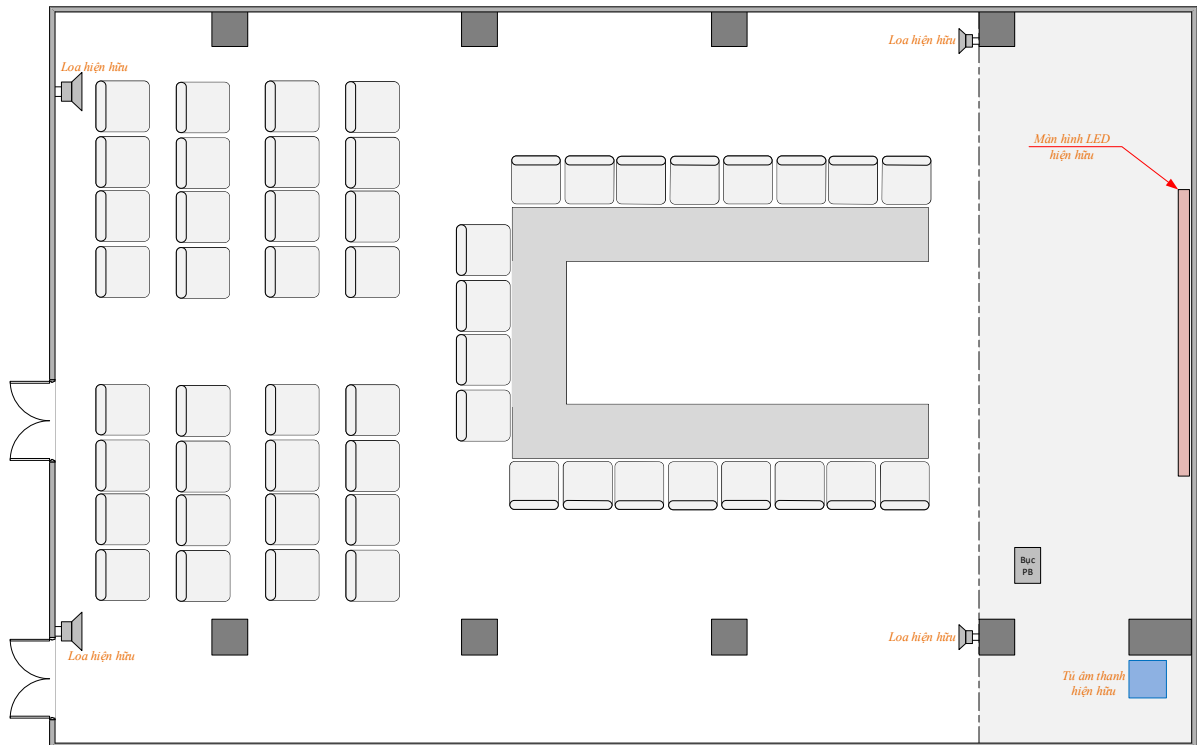 Loa hiện hữu
Loa hiện hữu
Màn hình LED
hiện hữu
Bục
PB
Loa hiện hữu
Loa hiện hữu
Tủ âm thanh
hiện hữu